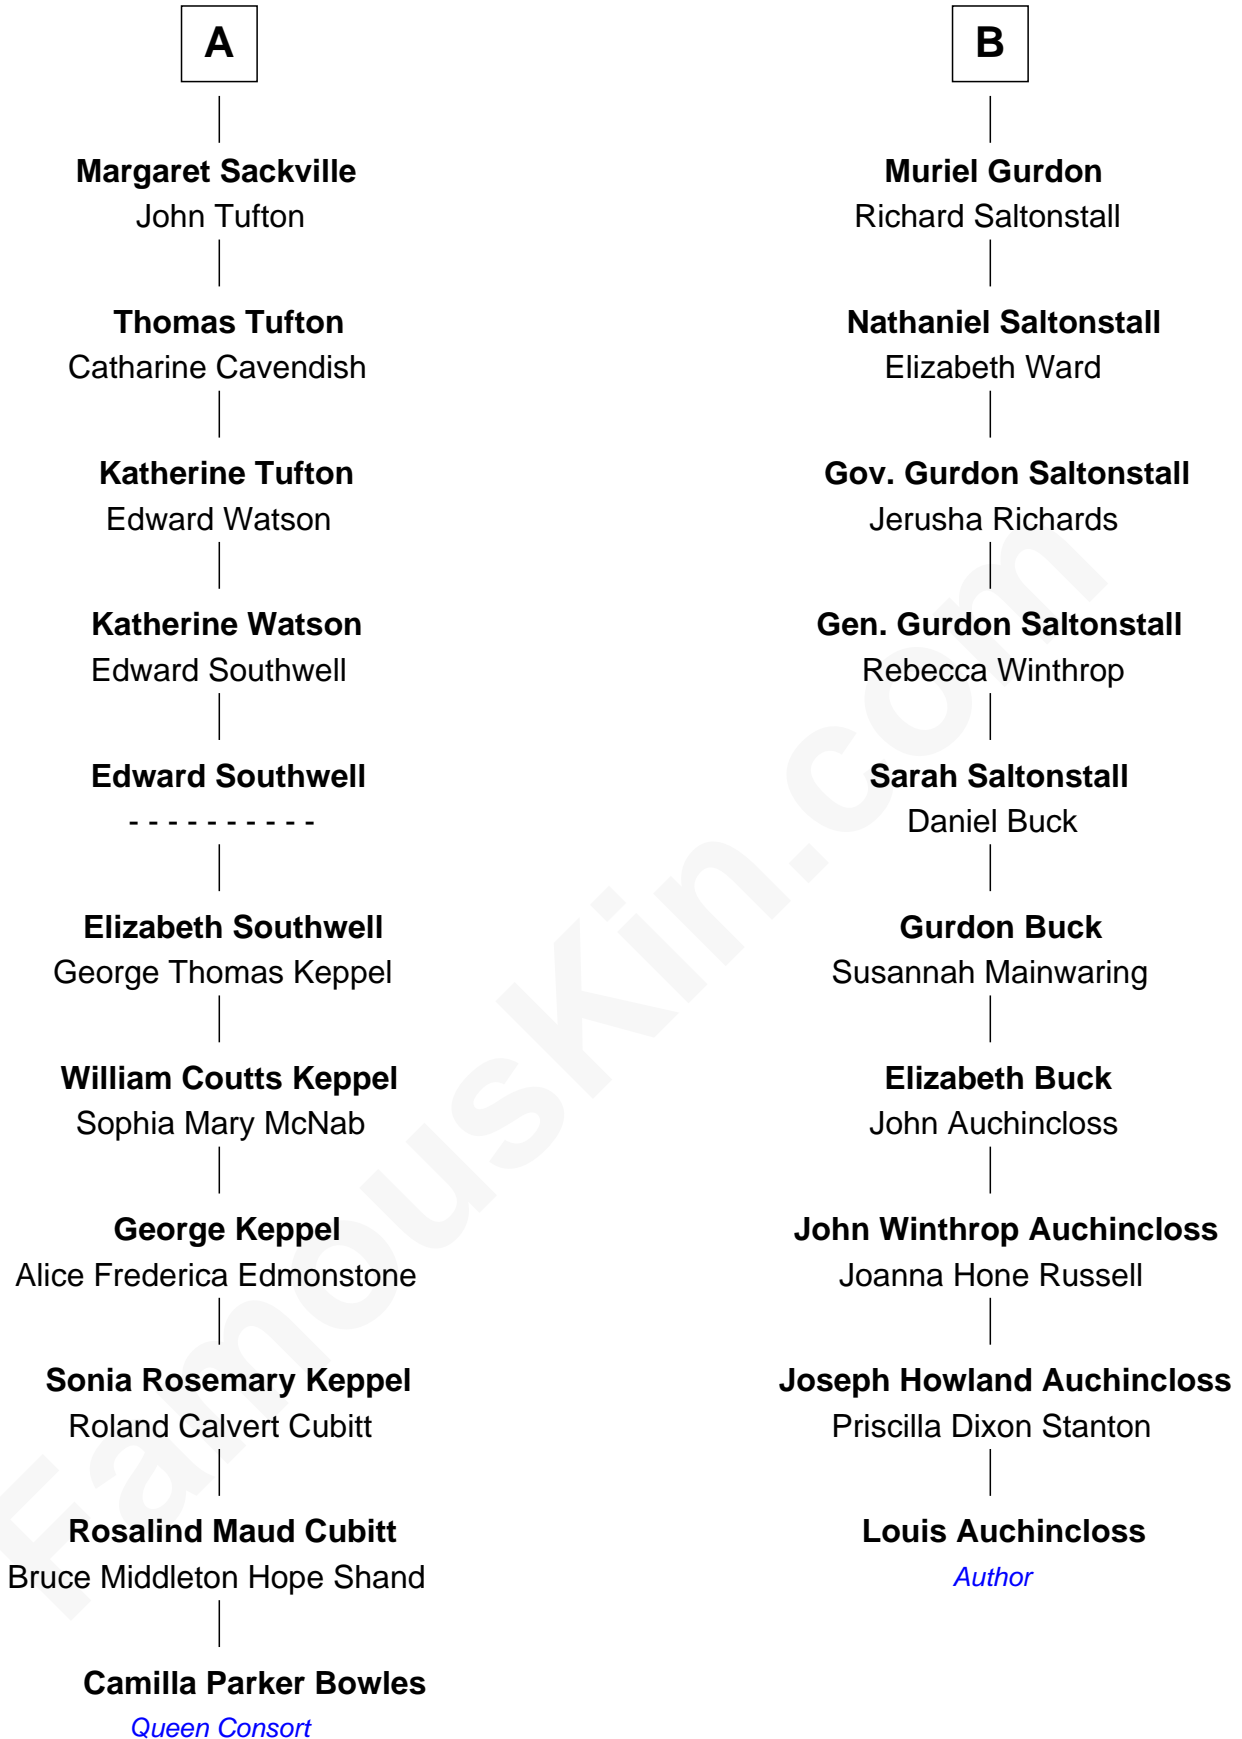 A
Margaret Sackville
John Tufton
Thomas Tufton
Catharine Cavendish
Katherine Tufton
Edward Watson
Katherine Watson
Edward Southwell
Edward Southwell
- - - - - - - - - -
Elizabeth Southwell
George Thomas Keppel
William Coutts Keppel
Sophia Mary McNab
George Keppel
Alice Frederica Edmonstone
Sonia Rosemary Keppel
Roland Calvert Cubitt
Rosalind Maud Cubitt
Bruce Middleton Hope Shand
Camilla Parker Bowles
Queen Consort
B
Muriel Gurdon
Richard Saltonstall
Nathaniel Saltonstall
Elizabeth Ward
Gov. Gurdon Saltonstall
Jerusha Richards
Gen. Gurdon Saltonstall
Rebecca Winthrop
Sarah Saltonstall
Daniel Buck
Gurdon Buck
Susannah Mainwaring
Elizabeth Buck
John Auchincloss
John Winthrop Auchincloss
Joanna Hone Russell
Joseph Howland Auchincloss
Priscilla Dixon Stanton
Louis Auchincloss
Author
FamousKin.com